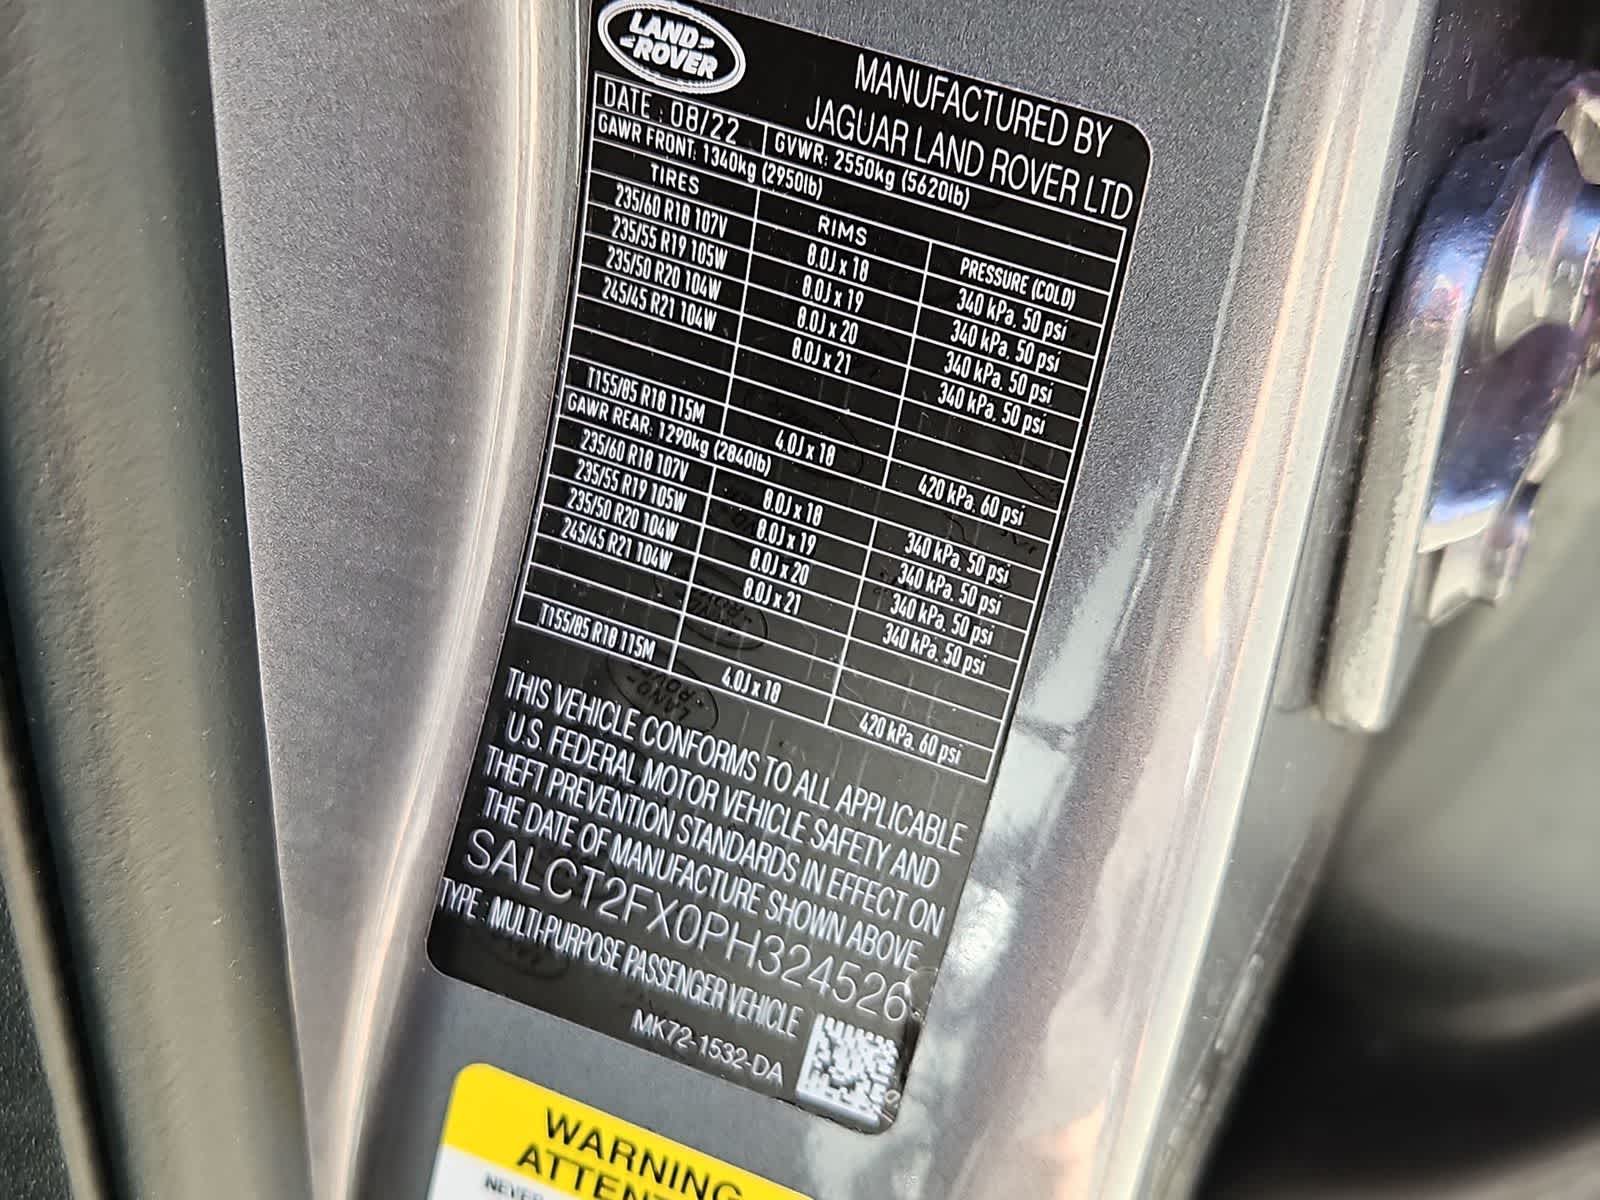 LAND ROVER
MANUFACTURED BY
JAGUAR LAND ROVER LTD
DATE : 08/22 GVWR: 2550kg (5620lb)
GAWR FRONT: 1340kg (2950lb)
TIRES RIMS PRESSURE (COLD)
235/60 R18 107V 8.0J x 18 340 kPa. 50 psi
235/55 R19 105W 8.0J x 19 340 kPa. 50 psi
235/50 R20 104W 8.0J x 20 340 kPa. 50 psi
245/45 R21 104W 8.0J x 21 340 kPa. 50 psi
T155/85 R18 115M 4.0J x 18 420 kPa. 60 psi
GAWR REAR: 1290kg (2840lb)
235/60 R18 107V 8.0J x 18 340 kPa. 50 psi
235/55 R19 105W 8.0J x 19 340 kPa. 50 psi
235/50 R20 104W 8.0J x 20 340 kPa. 50 psi
245/45 R21 104W 8.0J x 21 340 kPa. 50 psi
T155/85 R18 115M 4.0J x 18 420 kPa. 60 psi
THIS VEHICLE CONFORMS TO ALL APPLICABLE
U.S. FEDERAL MOTOR VEHICLE SAFETY AND
THEFT PREVENTION STANDARDS IN EFFECT ON
THE DATE OF MANUFACTURE SHOWN ABOVE
SALCT2FX0PH324526
TYPE : MULTI-PURPOSE PASSENGER VEHICLE
MK72-1532-DA
WARNING
ATTENT
NEVER